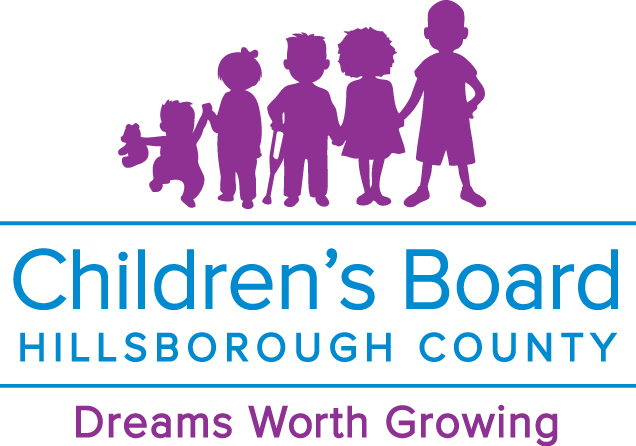 Children's Board
HILLSBOROUGH COUNTY
Dreams Worth Growing